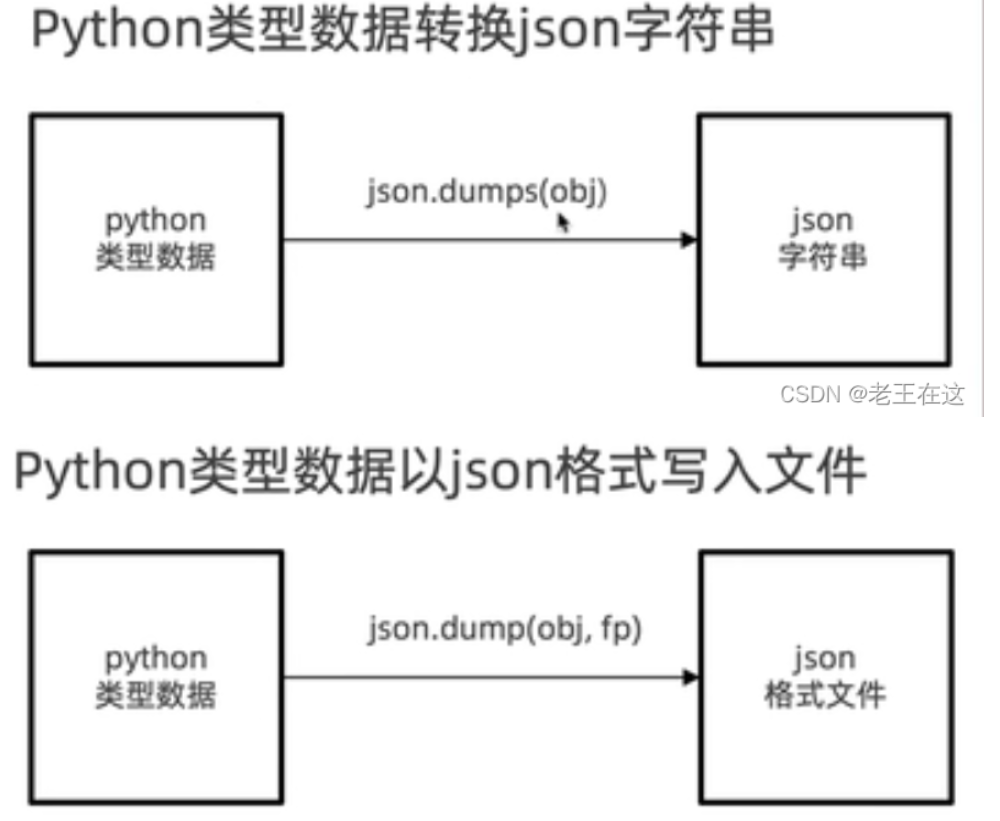 Python类型数据转换json字符串
json.dumps(obj)
python
类型数据
json
字符串
CSDN @老王在这
Python类型数据以json格式写入文件
json.dump(obj, fp)
python
类型数据
json
格式文件